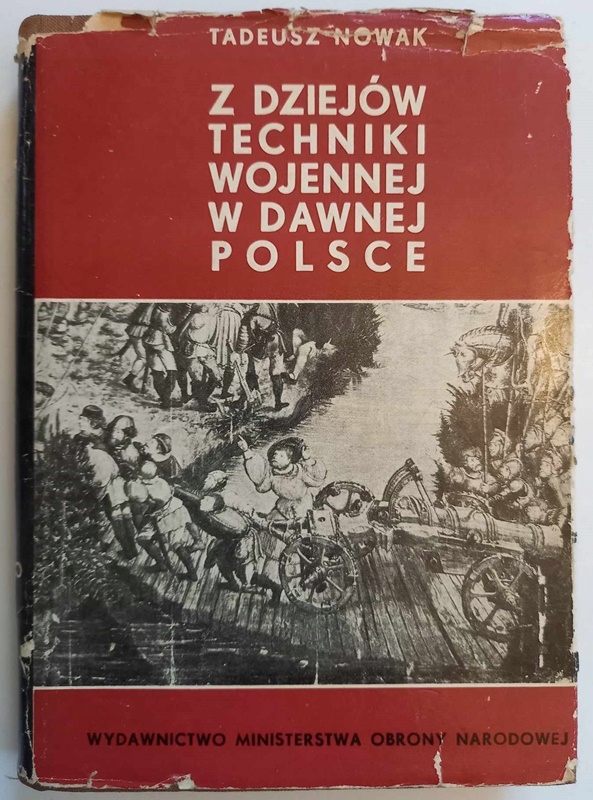 TADEUSZ NOWAK
Z DZIEJÓW
TECHNIKI
WOJENNEJ
W DAWNEJ
POLSCE
WYDAWNICTWO MINISTERSTWA OBRONY NARODOWEJ